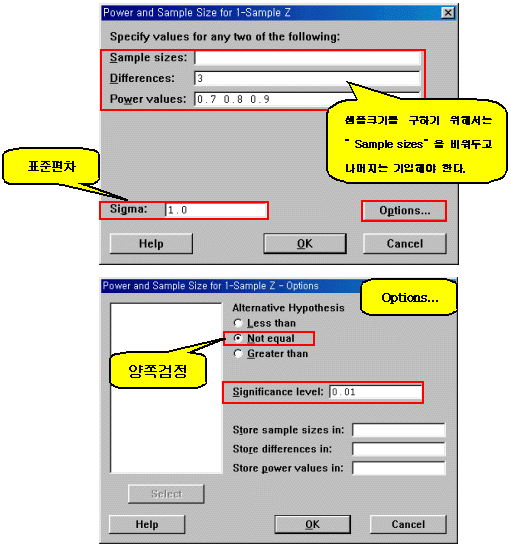 Power and Sample Size for 1-Sample Z
Specify values for any two of the following:
Sample sizes:
Differences: 3
Power values: 0.7 0.8 0.9
샘플크기를 구하기 위해서는
" Sample sizes" 을 비워두고
나머지는 기입해야 한다.
표준편차
Sigma: 1.0
Options...
Help
OK
Cancel
Power and Sample Size for 1-Sample Z - Options
Options...
Alternative Hypothesis
Less than
Not equal
Greater than
양쪽검정
Significance level: 0.01
Store sample sizes in:
Store differences in:
Store power values in:
Select
Help
OK
Cancel